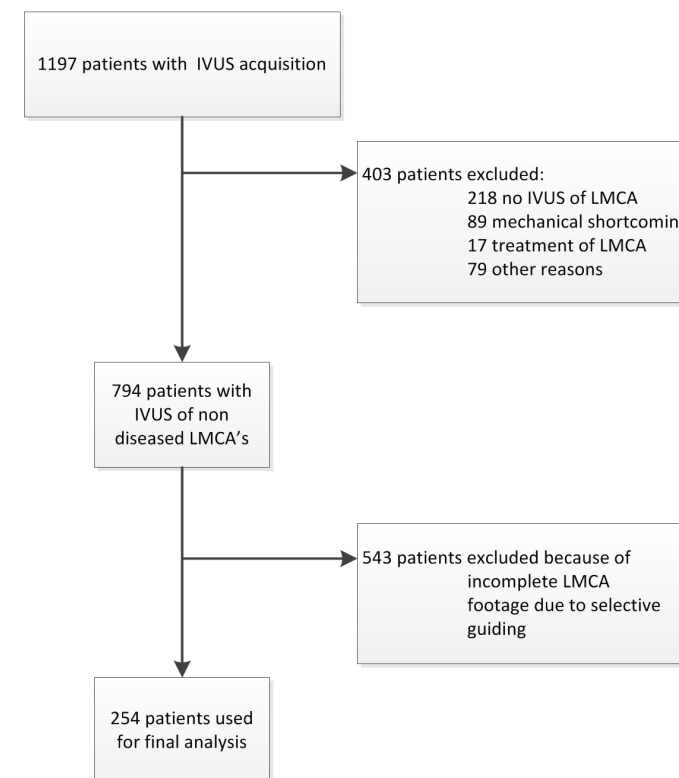 1197 patients with IVUS acquisition
403 patients excluded:
218 no IVUS of LMCA
89 mechanical shortcomin
17 treatment of LMCA
79 other reasons
794 patients with
IVUS of non
diseased LMCA's
543 patients excluded because of
incomplete LMCA
footage due to selective
guiding
254 patients used
for final analysis